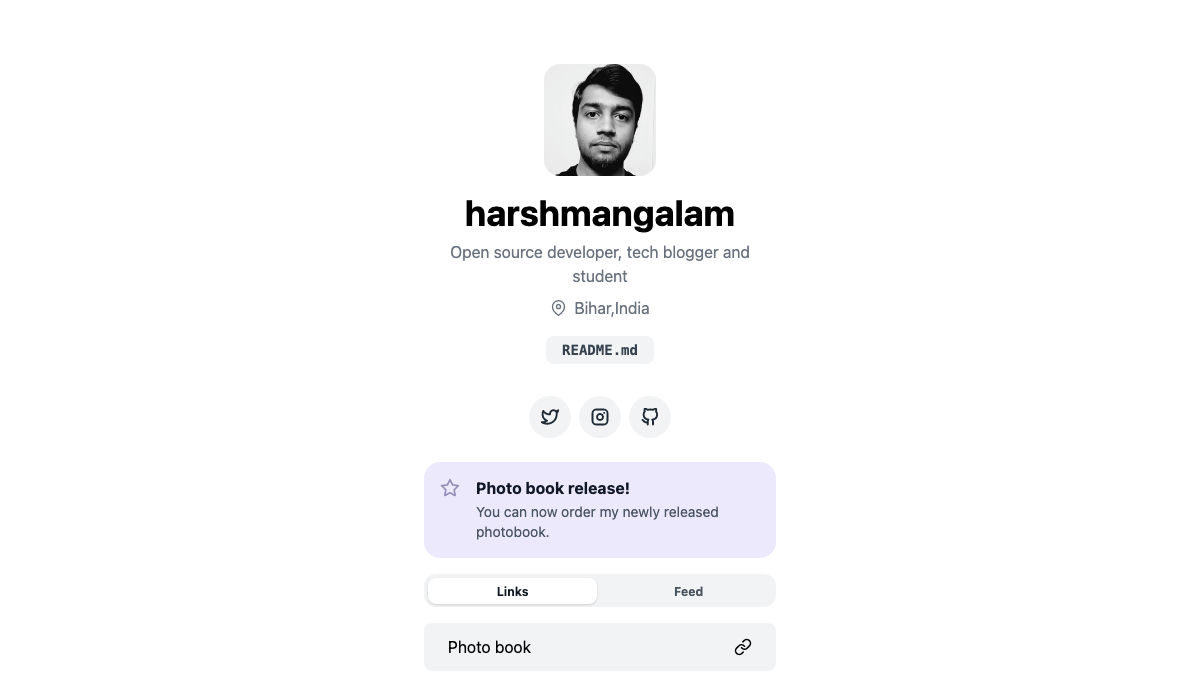 harshmangalam
Open source developer, tech blogger and
student
Bihar,India
README.md
Photo book release!
You can now order my newly released
photobook.
Links
Feed
Photo book